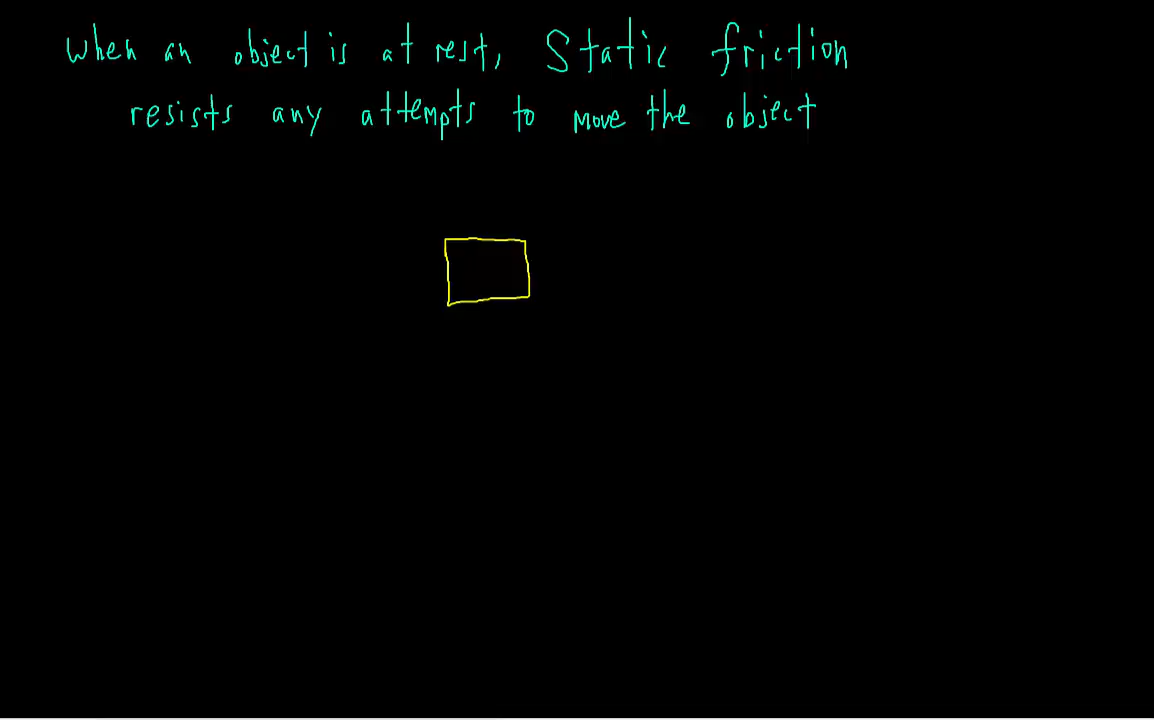 When an object is at rest, Static friction
resists any attempts to move the object